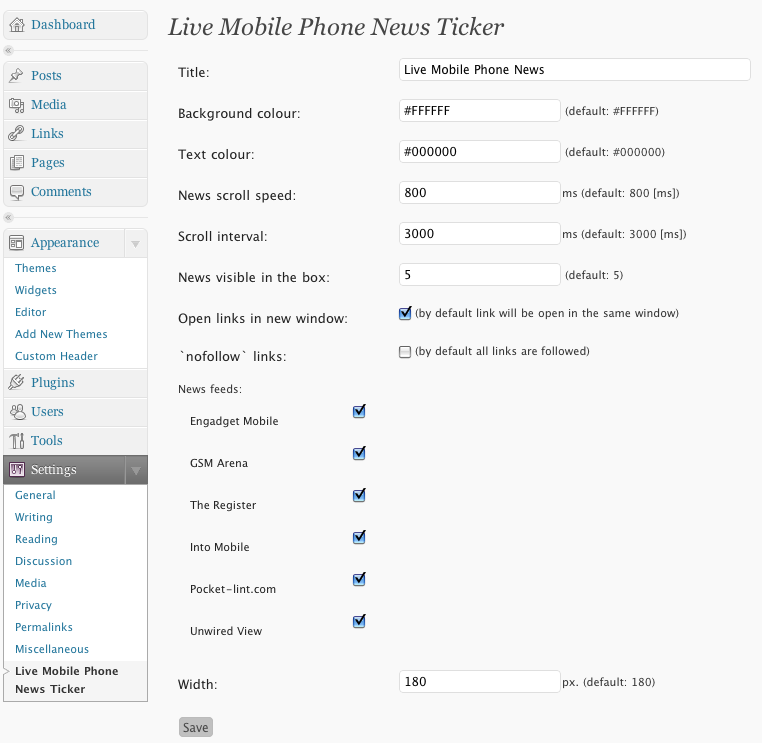 Dashboard
Posts
Media
Links
Pages
Comments
Appearance
Themes
Widgets
Editor
Add New Themes
Custom Header
Plugins
Users
Tools
Settings
General
Writing
Reading
Discussion
Media
Privacy
Permalinks
Miscellaneous
Live Mobile Phone
News Ticker
Live Mobile Phone News Ticker
Title: Live Mobile Phone News
Background colour: #FFFFFF (default: #FFFFFF)
Text colour: #000000 (default: #000000)
News scroll speed: 800 ms (default: 800 [ms])
Scroll interval: 3000 ms (default: 3000 [ms])
News visible in the box: 5 (default: 5)
Open links in new window: (by default link will be open in the same window)
`nofollow` links: (by default all links are followed)
News feeds:
Engadget Mobile
GSM Arena
The Register
Into Mobile
Pocket-lint.com
Unwired View
Width: 180 px. (default: 180)
Save